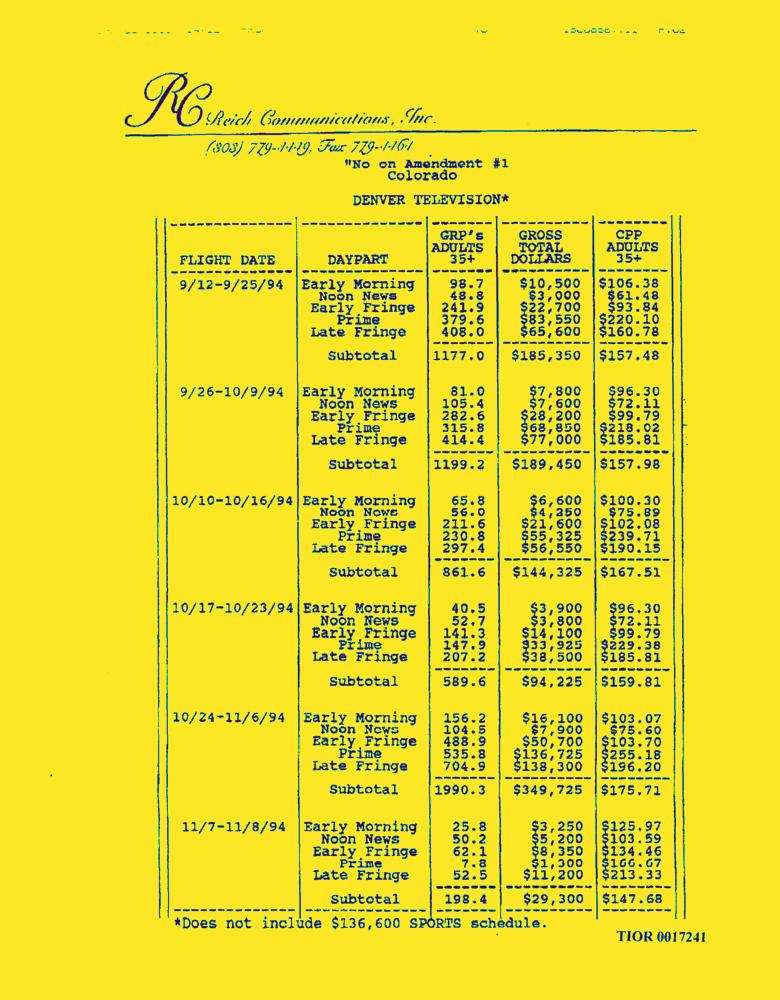 RC Reich Communications, Inc.
(303) 779-4449, Fax 779-4464
"No on Amendment #1
Colorado
DENVER TELEVISION*
FLIGHT DATE DAYPART GRP's ADULTS 35+ GROSS TOTAL DOLLARS CPP ADULTS 35+
9/12-9/25/94 Early Morning 98.7 $10,500 $106.38
Noon News 48.8 $3,000 $61.48
Early Fringe 241.9 $22,700 $93.84
Prime 379.6 $83,550 $220.10
Late Fringe 408.0 $65,600 $160.78
Subtotal 1177.0 $185,350 $157.48
9/26-10/9/94 Early Morning 81.0 $7,800 $96.30
Noon News 105.4 $7,600 $72.11
Early Fringe 282.6 $28,200 $99.79
Prime 315.8 $68,850 $218.02
Late Fringe 414.4 $77,000 $185.81
Subtotal 1199.2 $189,450 $157.98
10/10-10/16/94 Early Morning 65.8 $6,600 $100.30
Noon News 56.0 $4,250 $75.89
Early Fringe 211.6 $21,600 $102.08
Prime 230.8 $55,325 $239.71
Late Fringe 297.4 $56,550 $190.15
Subtotal 861.6 $144,325 $167.51
10/17-10/23/94 Early Morning 40.5 $3,900 $96.30
Noon News 52.7 $3,800 $72.11
Early Fringe 141.3 $14,100 $99.79
Prime 147.9 $33,925 $229.38
Late Fringe 207.2 $38,500 $185.81
Subtotal 589.6 $94,225 $159.81
10/24-11/6/94 Early Morning 156.2 $16,100 $103.07
Noon News 104.5 $7,900 $75.60
Early Fringe 488.9 $50,700 $103.70
Prime 535.8 $136,725 $255.18
Late Fringe 704.9 $138,300 $196.20
Subtotal 1990.3 $349,725 $175.71
11/7-11/8/94 Early Morning 25.8 $3,250 $125.97
Noon News 50.2 $5,200 $103.59
Early Fringe 62.1 $8,350 $134.46
Prime 7.8 $1,300 $166.67
Late Fringe 52.5 $11,200 $213.33
Subtotal 198.4 $29,300 $147.68
*Does not include $136,600 SPORTS schedule.
TIOR 0017241